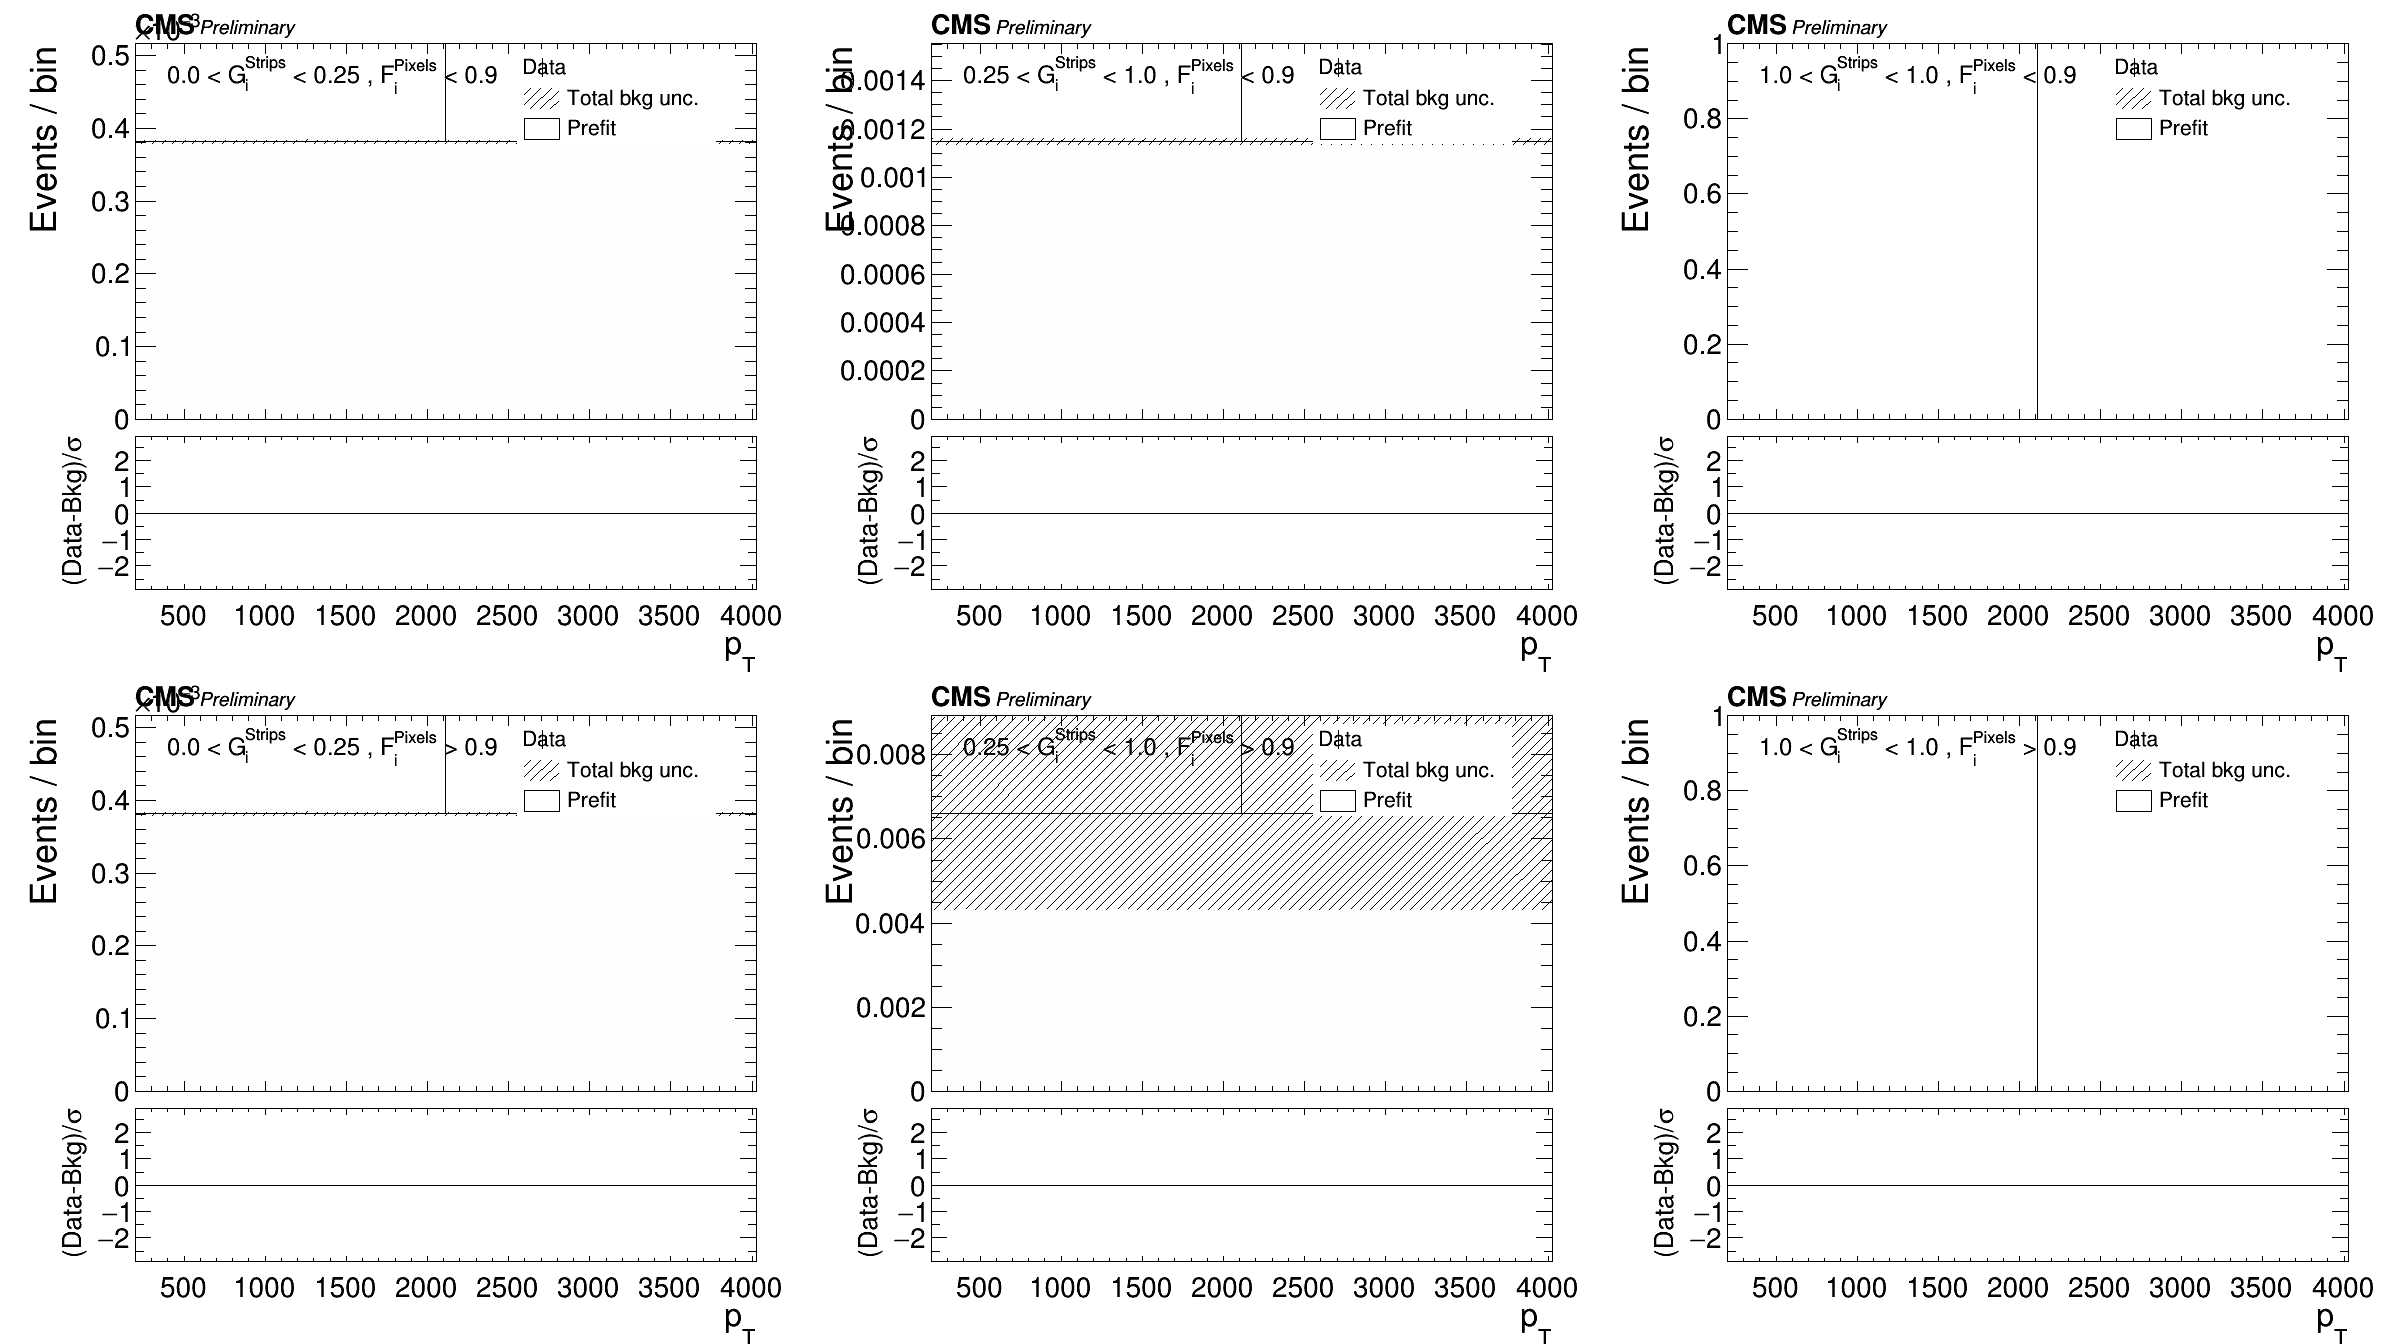 CMS Preliminary
×10⁻³
Events / bin
0.0 < G_i^Strips < 0.25 , F_i^Pixels < 0.9
Data
Total bkg unc.
Prefit
0.5
0.4
0.3
0.2
0.1
0
(Data-Bkg)/σ
2
1
0
−1
−2
500 1000 1500 2000 2500 3000 3500 4000
p_T
CMS Preliminary
Events / bin
0.25 < G_i^Strips < 1.0 , F_i^Pixels < 0.9
Data
Total bkg unc.
Prefit
0.0014
0.0012
0.001
0.0008
0.0006
0.0004
0.0002
0
(Data-Bkg)/σ
2
1
0
−1
−2
500 1000 1500 2000 2500 3000 3500 4000
p_T
CMS Preliminary
Events / bin
1.0 < G_i^Strips < 1.0 , F_i^Pixels < 0.9
Data
Total bkg unc.
Prefit
1
0.8
0.6
0.4
0.2
0
(Data-Bkg)/σ
2
1
0
−1
−2
500 1000 1500 2000 2500 3000 3500 4000
p_T
CMS Preliminary
×10⁻³
Events / bin
0.0 < G_i^Strips < 0.25 , F_i^Pixels > 0.9
Data
Total bkg unc.
Prefit
0.5
0.4
0.3
0.2
0.1
0
(Data-Bkg)/σ
2
1
0
−1
−2
500 1000 1500 2000 2500 3000 3500 4000
p_T
CMS Preliminary
Events / bin
0.25 < G_i^Strips < 1.0 , F_i^Pixels > 0.9
Data
Total bkg unc.
Prefit
0.008
0.006
0.004
0.002
0
(Data-Bkg)/σ
2
1
0
−1
−2
500 1000 1500 2000 2500 3000 3500 4000
p_T
CMS Preliminary
Events / bin
1.0 < G_i^Strips < 1.0 , F_i^Pixels > 0.9
Data
Total bkg unc.
Prefit
1
0.8
0.6
0.4
0.2
0
(Data-Bkg)/σ
2
1
0
−1
−2
500 1000 1500 2000 2500 3000 3500 4000
p_T